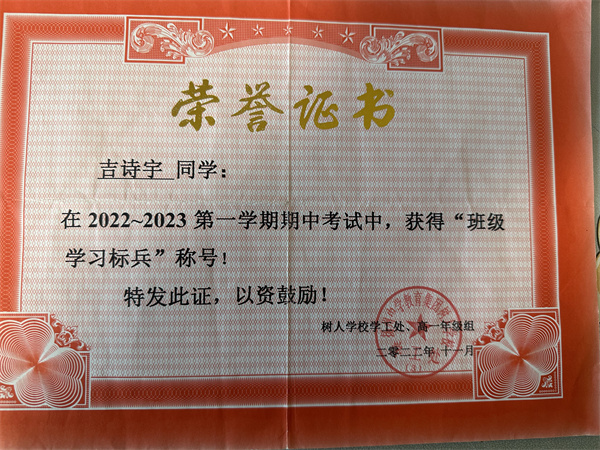 荣誉证书
吉诗宇 同学：
在 2022~2023 第一学期期中考试中，获得“班级
学习标兵”称号！
特发此证，以资鼓励！
树人学校学工处、高一年级组
二零二二年十一月